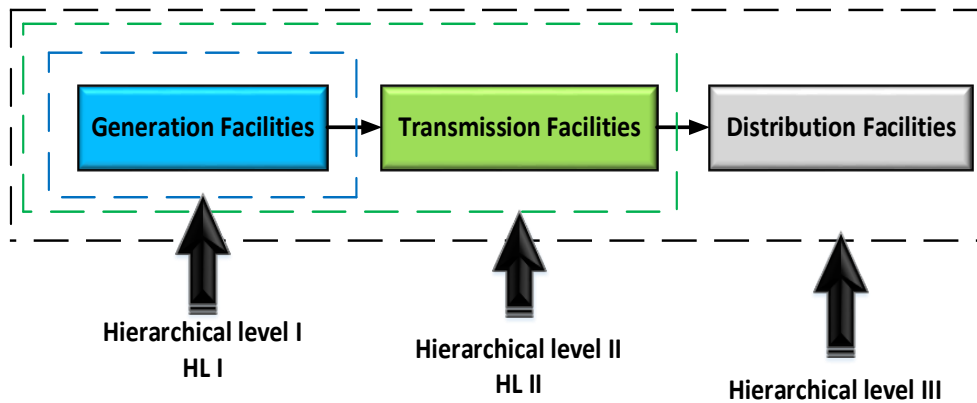 Generation Facilities
Transmission Facilities
Distribution Facilities
Hierarchical level I
HL I
Hierarchical level II
HL II
Hierarchical level III